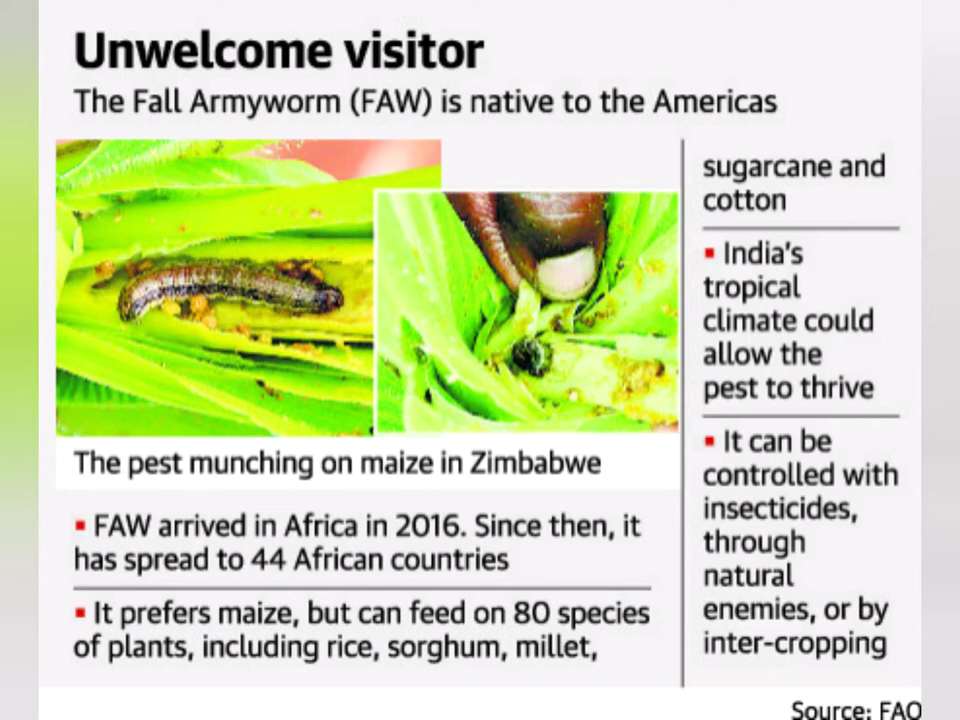 Unwelcome visitor
The Fall Armyworm (FAW) is native to the Americas
The pest munching on maize in Zimbabwe
▪ FAW arrived in Africa in 2016. Since then, it
has spread to 44 African countries
▪ It prefers maize, but can feed on 80 species
of plants, including rice, sorghum, millet,
sugarcane and
cotton
▪ India's
tropical
climate could
allow the
pest to thrive
▪ It can be
controlled with
insecticides,
through
natural
enemies, or by
inter-cropping
Source: FAO